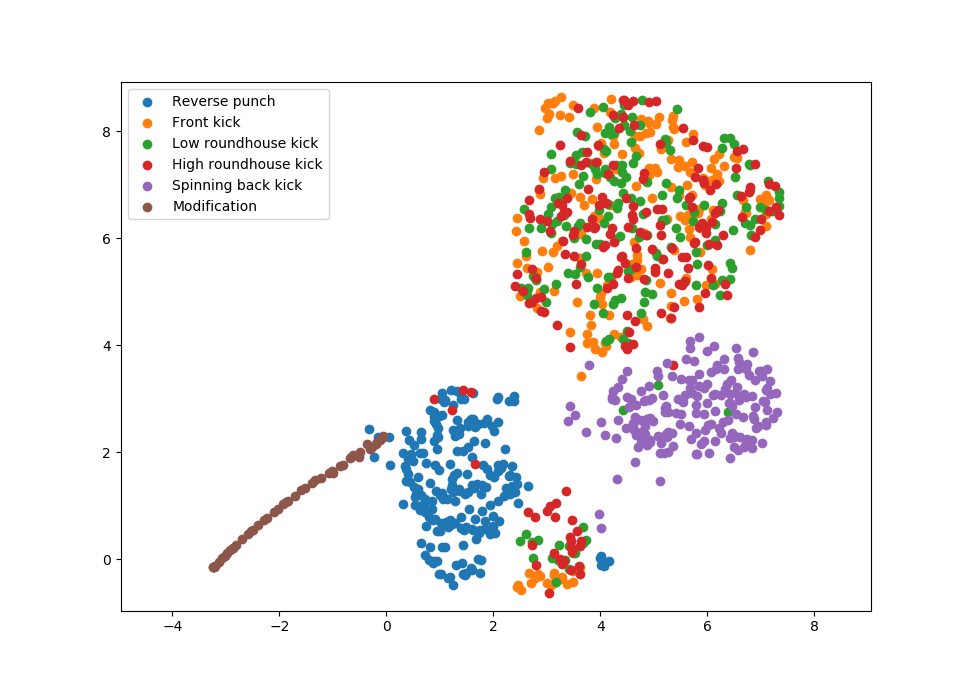 Reverse punch
Front kick
Low roundhouse kick
High roundhouse kick
Spinning back kick
Modification
8
6
4
2
0
−4 −2 0 2 4 6 8